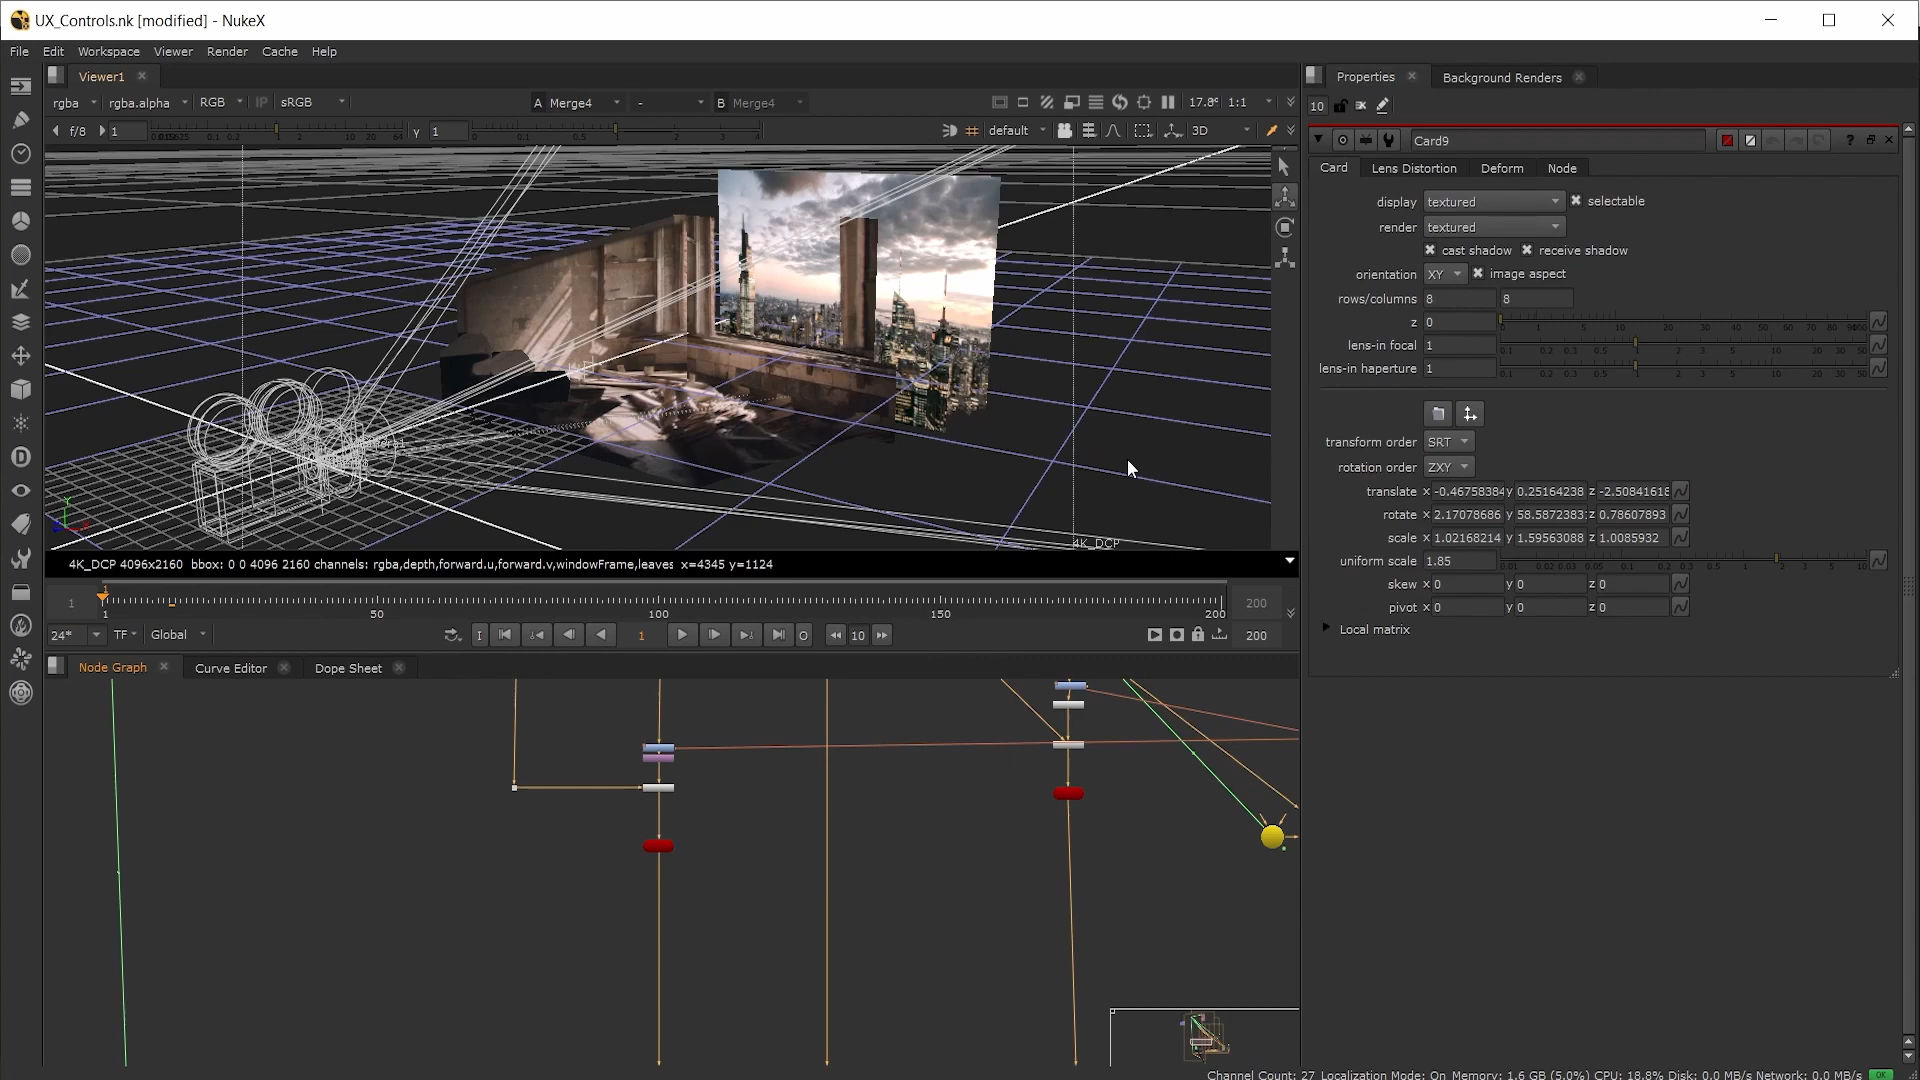 UX_Controls.nk [modified] - NukeX
File Edit Workspace Viewer Render Cache Help
Viewer1
rgba rgba.alpha RGB IP sRGB A Merge4 - B Merge4 17.8º 1:1
f/8 1 γ 1 default 3D
4K_DCP
4K_DCP 4096x2160 bbox: 0 0 4096 2160 channels: rgba,depth,forward.u,forward.v,windowFrame,leaves x=4345 y=1124
1 1 50 100 150 200 200
24* TF Global I 1 O 10 200
Node Graph Curve Editor Dope Sheet
Properties Background Renders
10
Card9
Card Lens Distortion Deform Node
display textured selectable
render textured
cast shadow receive shadow
orientation XY image aspect
rows/columns 8 8
z 0
lens-in focal 1
lens-in haperture 1
transform order SRT
rotation order ZXY
translate x -0.46758384 y 0.25164238 z -2.50841618
rotate x 2.17078686 y 58.5872383 z 0.78607893
scale x 1.02168214 y 1.59563088 z 1.0085932
uniform scale 1.85
skew x 0 y 0 z 0
pivot x 0 y 0 z 0
Local matrix
Channel Count: 27 Localization Mode: On Memory: 1.6 GB (5.0%) CPU: 18.8% Disk: 0.0 MB/s Network: 0.0 MB/s OK